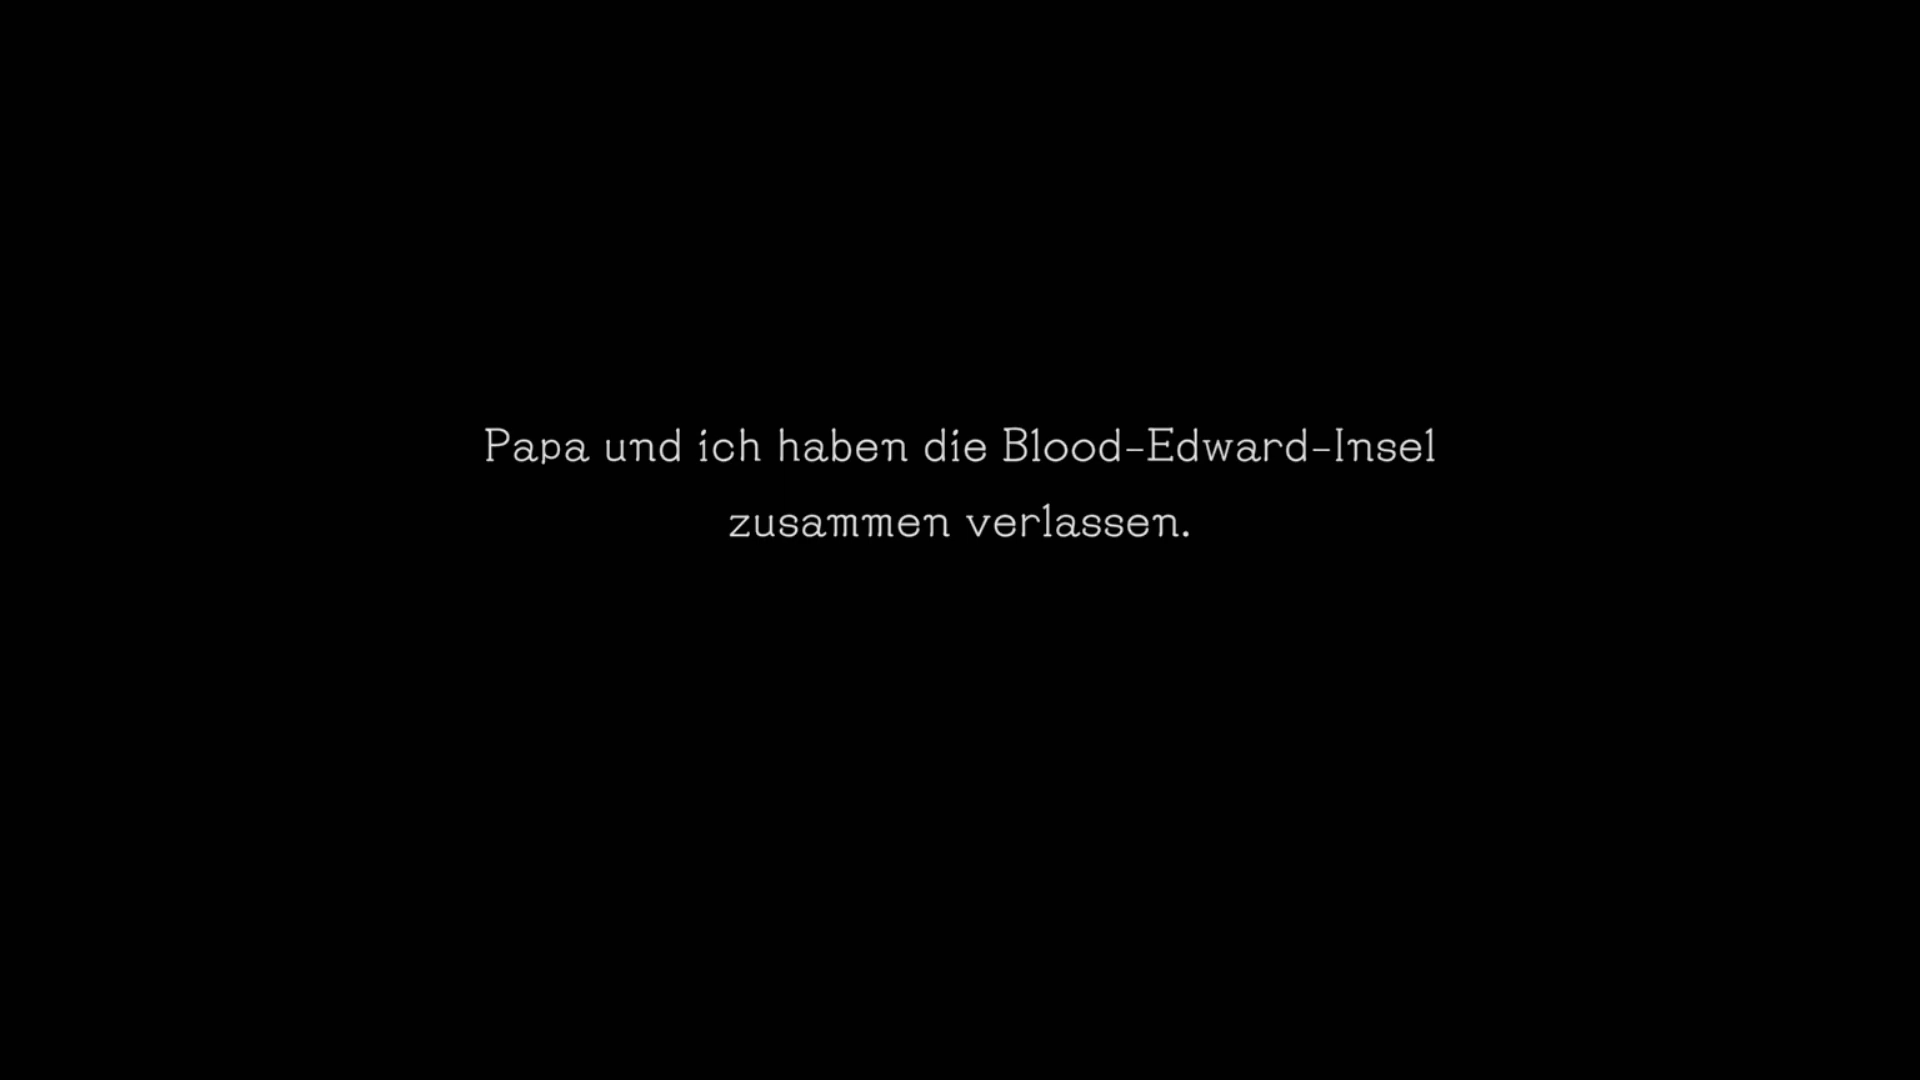 Papa und ich haben die Blood-Edward-Insel
zusammen verlassen.